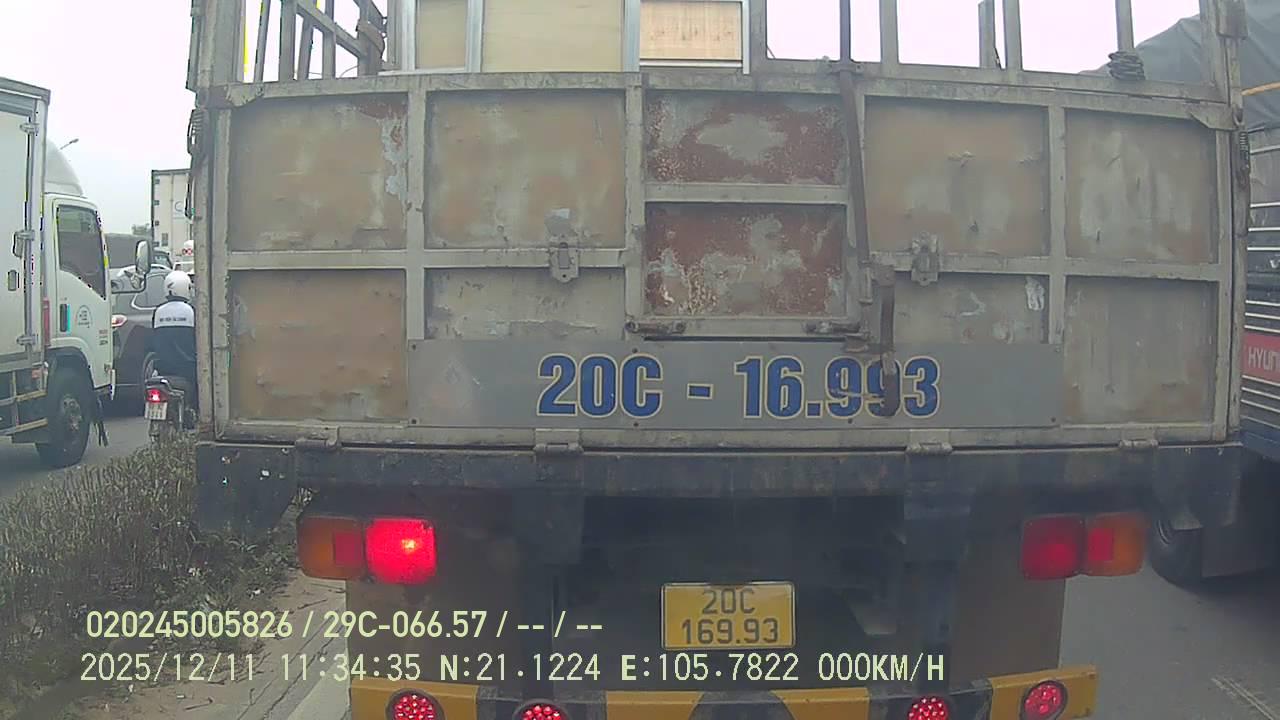 20C - 16.993
HYUN
20C
169.93
020245005826 / 29C-066.57 / -- / --
2025/12/11 11:34:35 N:21.1224 E:105.7822 000KM/H